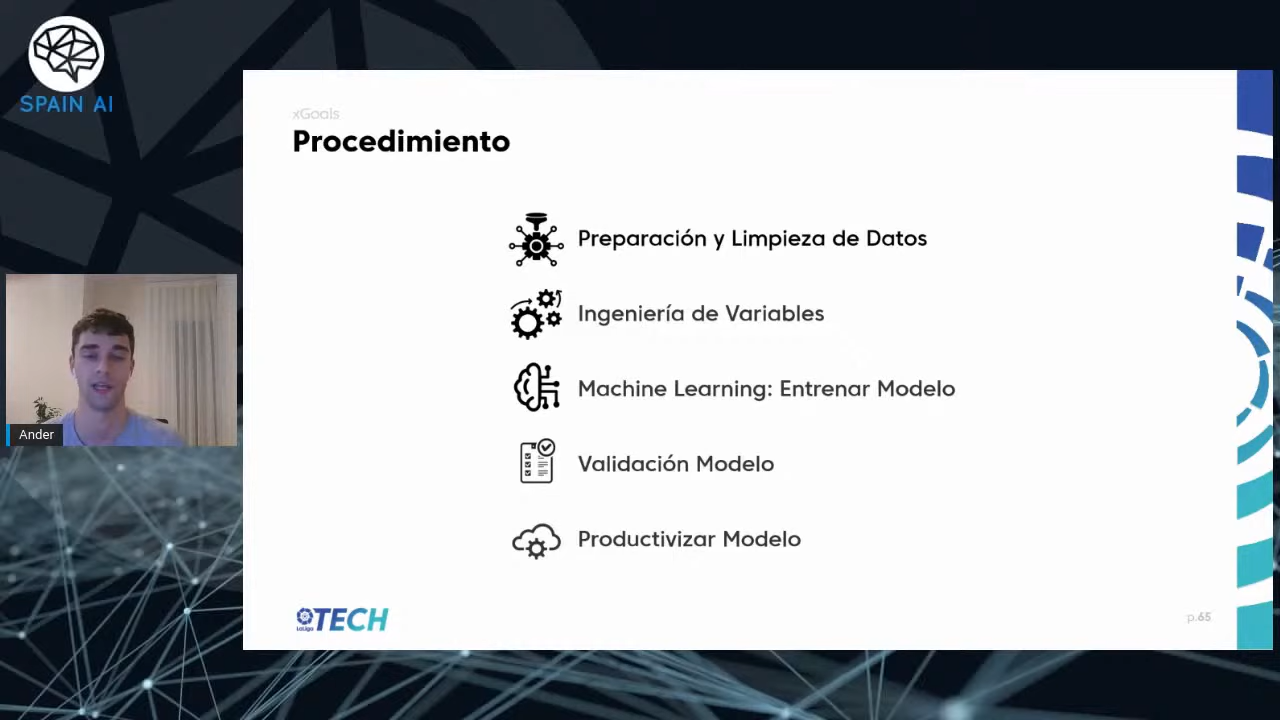 SPAIN AI
xGoals
Procedimiento
Preparación y Limpieza de Datos
Ingeniería de Variables
Machine Learning: Entrenar Modelo
Ander
Validación Modelo
Productivizar Modelo
LaLiga TECH
p.65